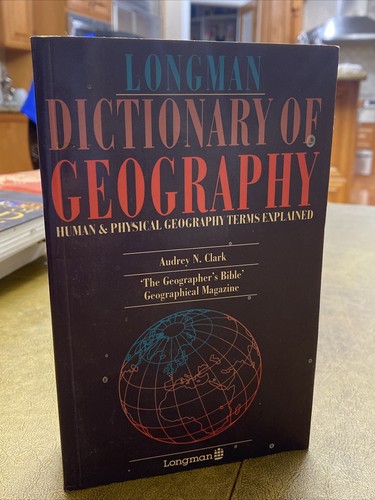 LONGMAN
DICTIONARY OF
GEOGRAPHY
HUMAN & PHYSICAL GEOGRAPHY TERMS EXPLAINED
Audrey N. Clark
'The Geographer's Bible'
Geographical Magazine
Longman